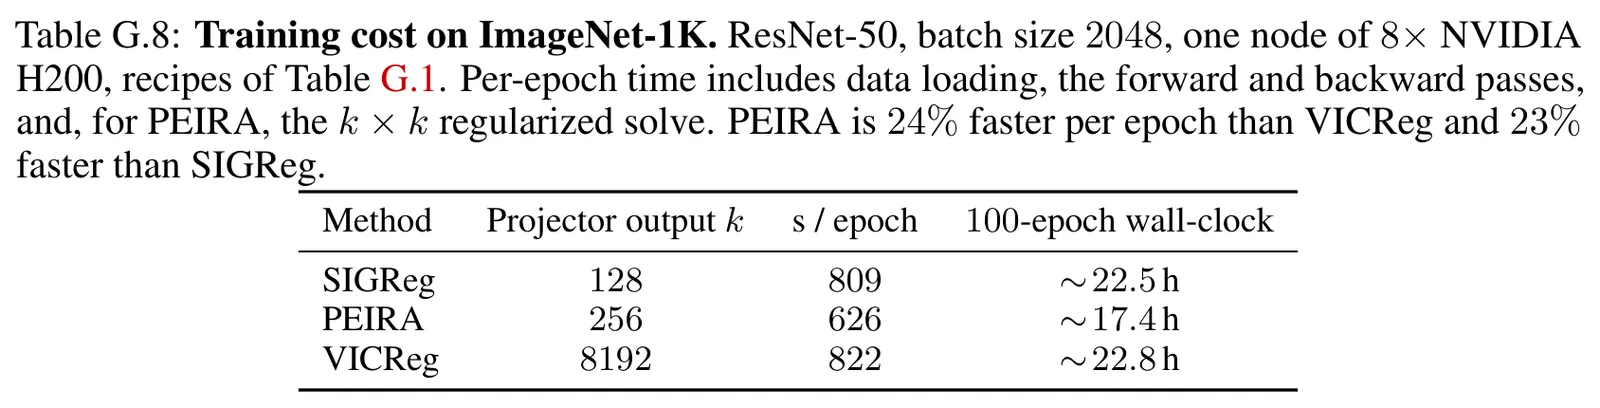 Table G.8: Training cost on ImageNet-1K. ResNet-50, batch size 2048, one node of 8× NVIDIA
H200, recipes of Table G.1. Per-epoch time includes data loading, the forward and backward passes,
and, for PEIRA, the k × k regularized solve. PEIRA is 24% faster per epoch than VICReg and 23%
faster than SIGReg.
Method Projector output k s / epoch 100-epoch wall-clock
SIGReg 128 809 ∼22.5 h
PEIRA 256 626 ∼17.4 h
VICReg 8192 822 ∼22.8 h